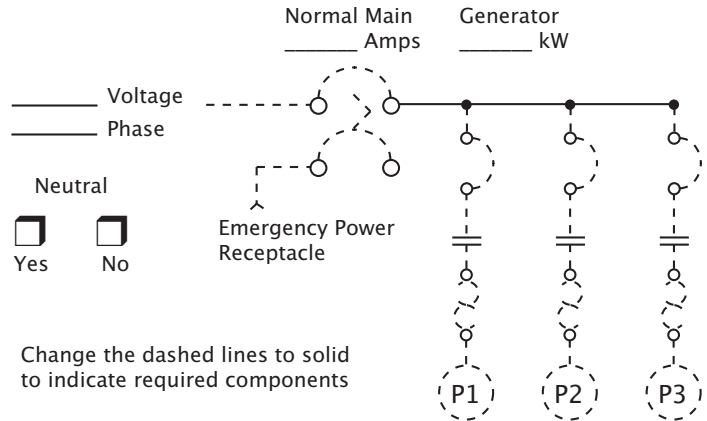 Normal Main
_______ Amps
Generator
_______ kW
________ Voltage
________ Phase
Neutral
Yes No
Emergency Power
Receptacle
Change the dashed lines to solid
to indicate required components
P1 P2 P3